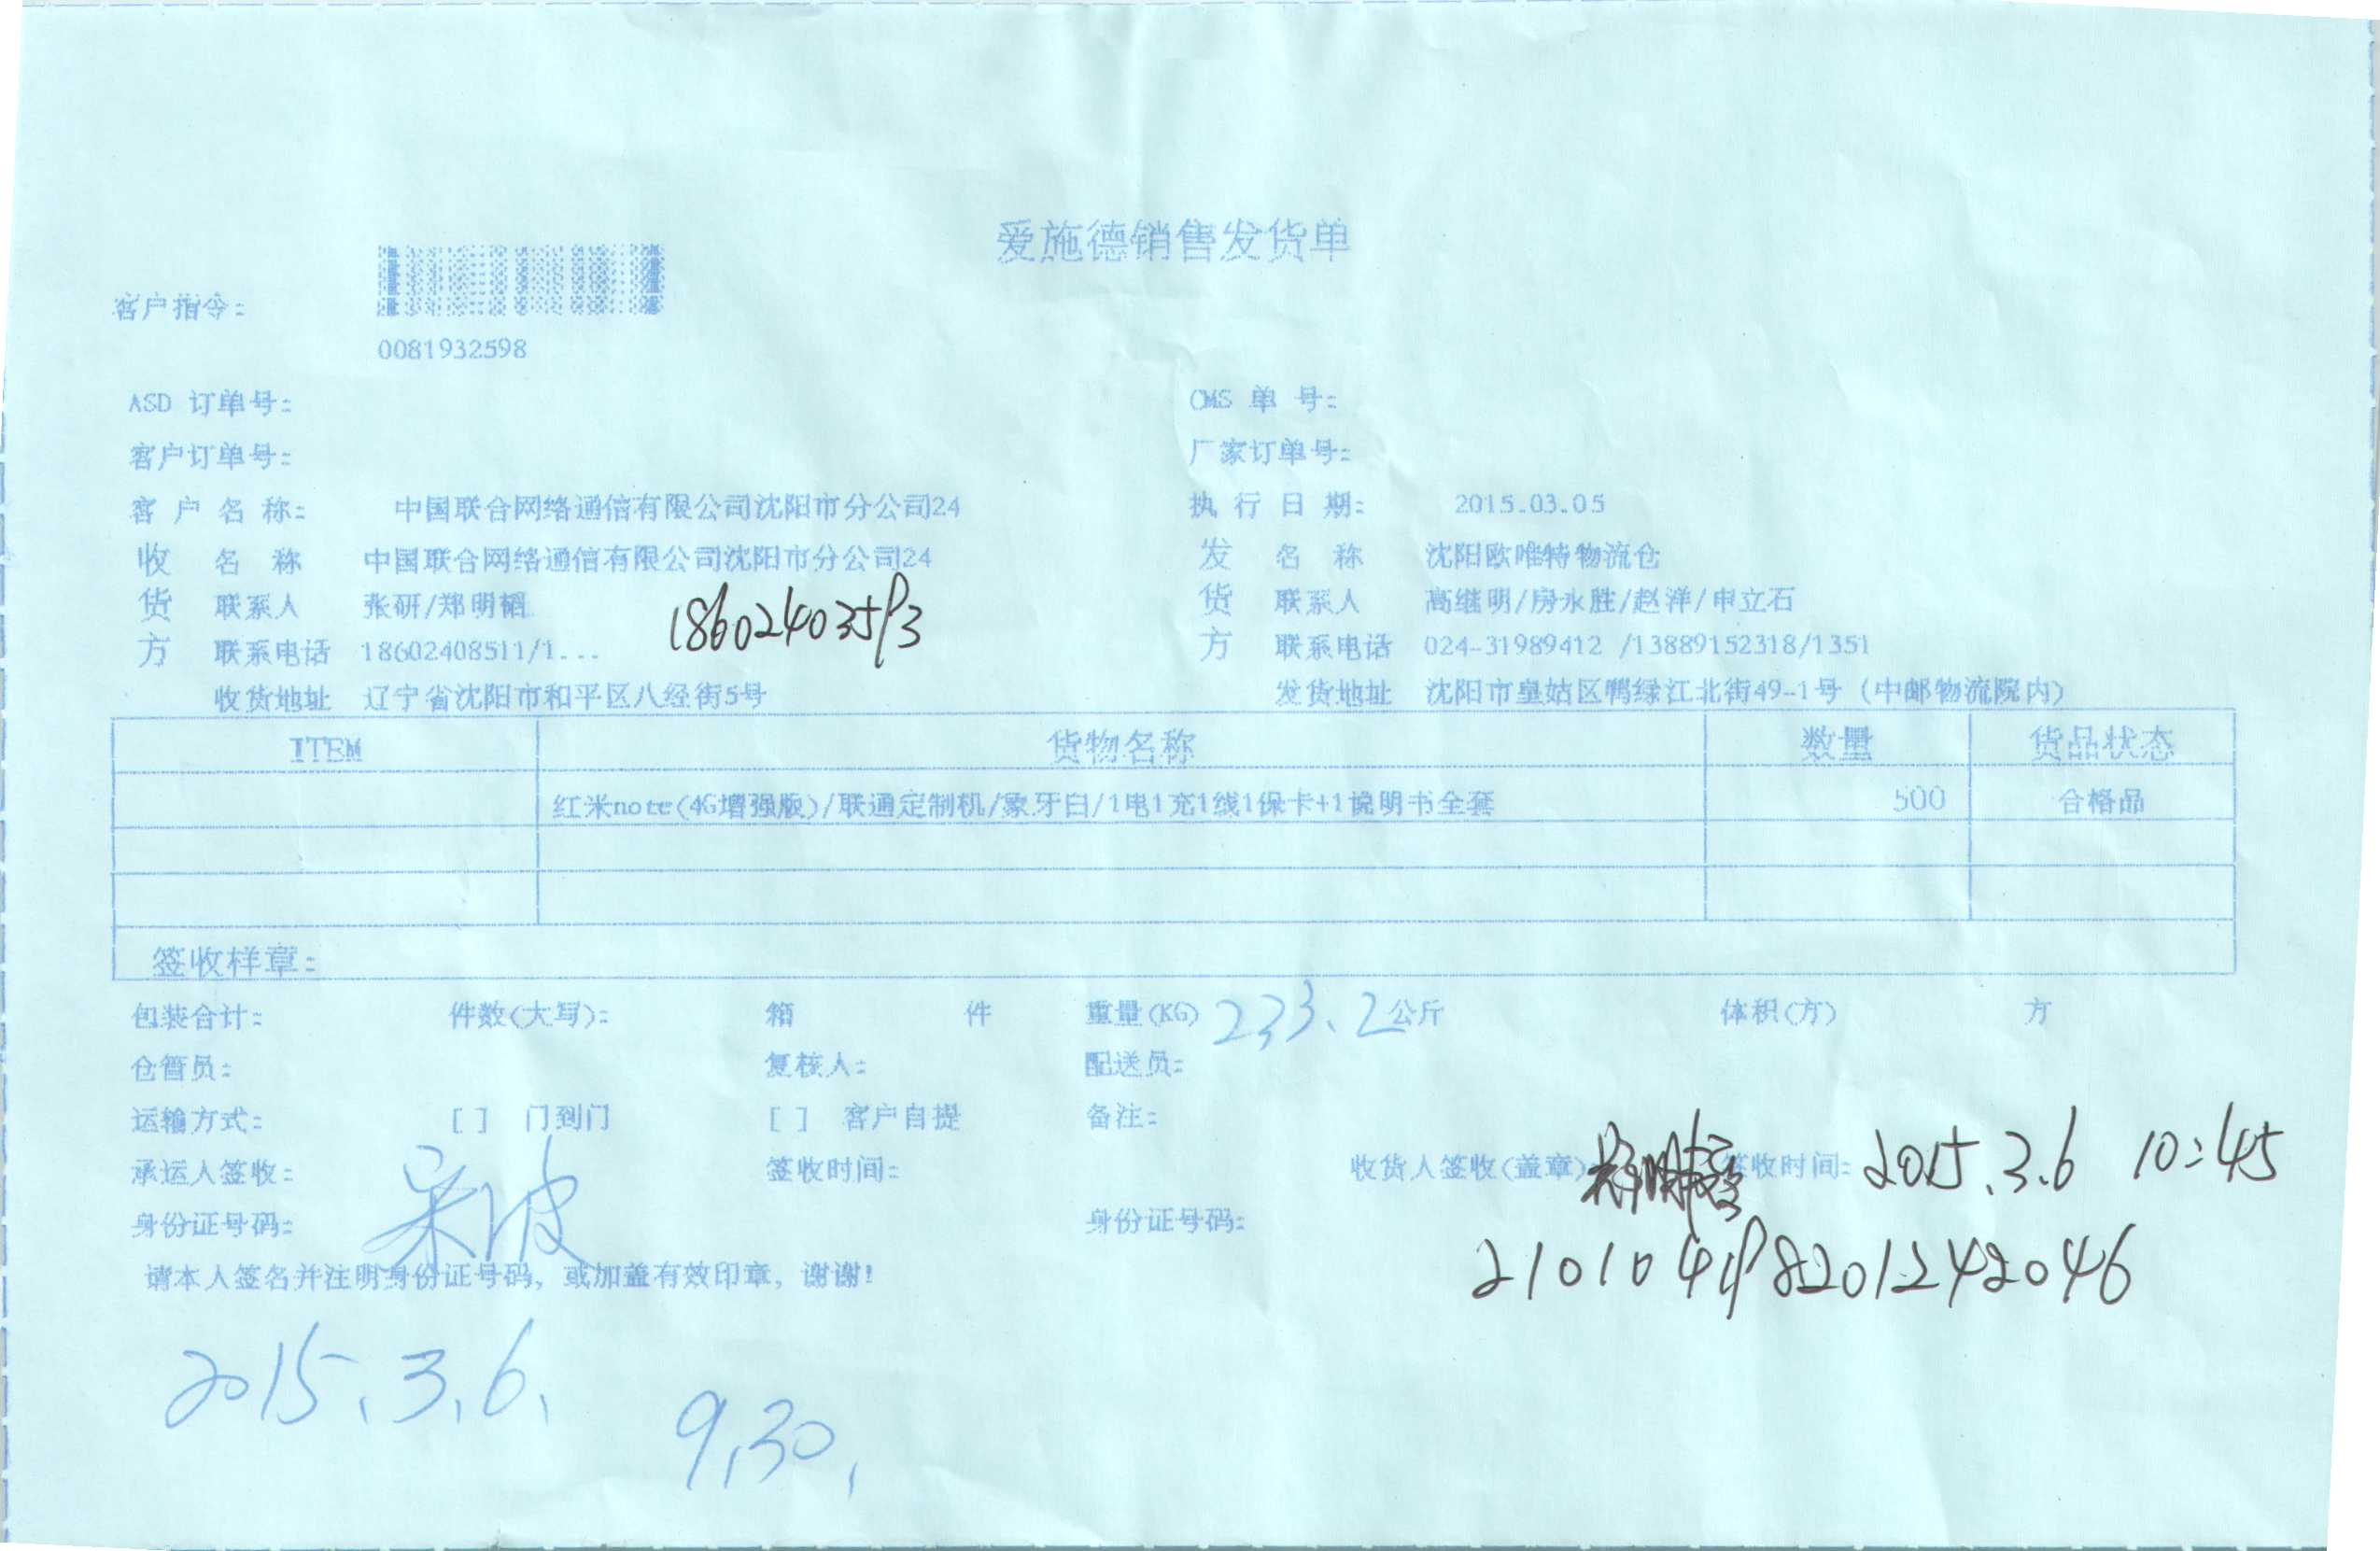 爱施德销售发货单
客户指令:
0081932598
ASD 订单号: CMS 单 号:
客户订单号: 厂家订单号:
客 户 名 称: 中国联合网络通信有限公司沈阳市分公司24 执 行 日 期: 2015.03.05
收 名 称 中国联合网络通信有限公司沈阳市分公司24 发 名 称 沈阳欧唯特物流仓
货 联系人 张研/郑明韬 货 联系人 高继明/房永胜/赵洋/申立石
方 联系电话 18602408511/1... 方 联系电话 024-31989412 /13889152318/1351
收货地址 辽宁省沈阳市和平区八经街5号 发货地址 沈阳市皇姑区鸭绿江北街49-1号 (中邮物流院内)
ITEM 货物名称 数量 货品状态
红米note(4G增强版)/联通定制机/象牙白/1电1充1线1保卡+1说明书全套 500 合格品
签收样章:
包装合计: 件数(大写): 箱 件 重量(KG) 233.2 公斤 体积(方) 方
仓管员: 复核人: 配送员:
运输方式: [ ] 门到门 [ ] 客户自提 备注:
承运人签收: 签收时间: 收货人签收(盖章) 签收时间: 2015.3.6 10:45
身份证号码: 身份证号码:
请本人签名并注明身份证号码, 或加盖有效印章, 谢谢!
2015.3.6.
9.30.